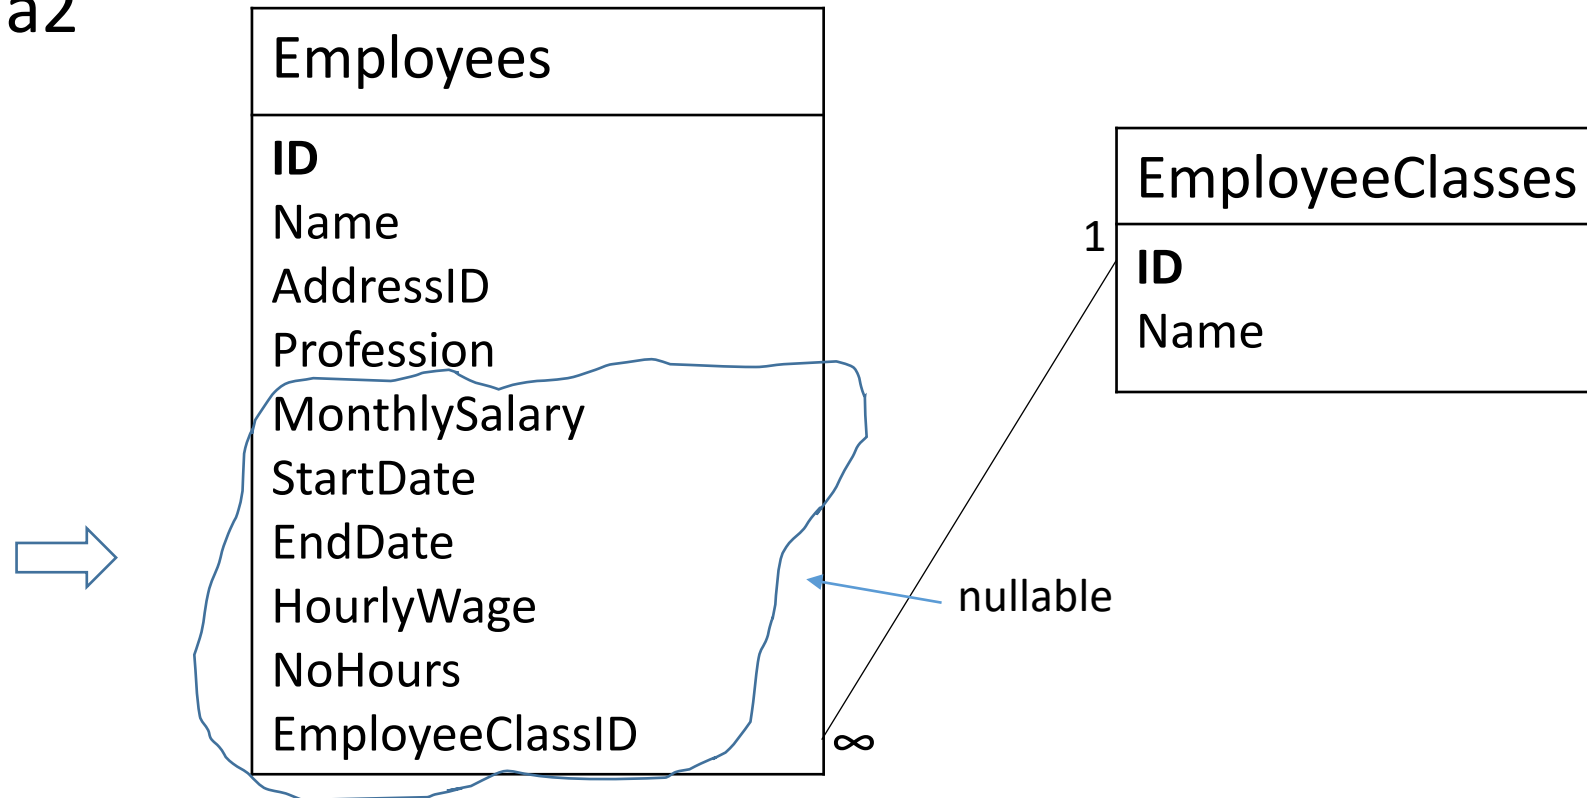 a2
Employees
ID
Name
AddressID
Profession
MonthlySalary
StartDate
EndDate
HourlyWage
NoHours
EmployeeClassID
∞
nullable
1
EmployeeClasses
ID
Name